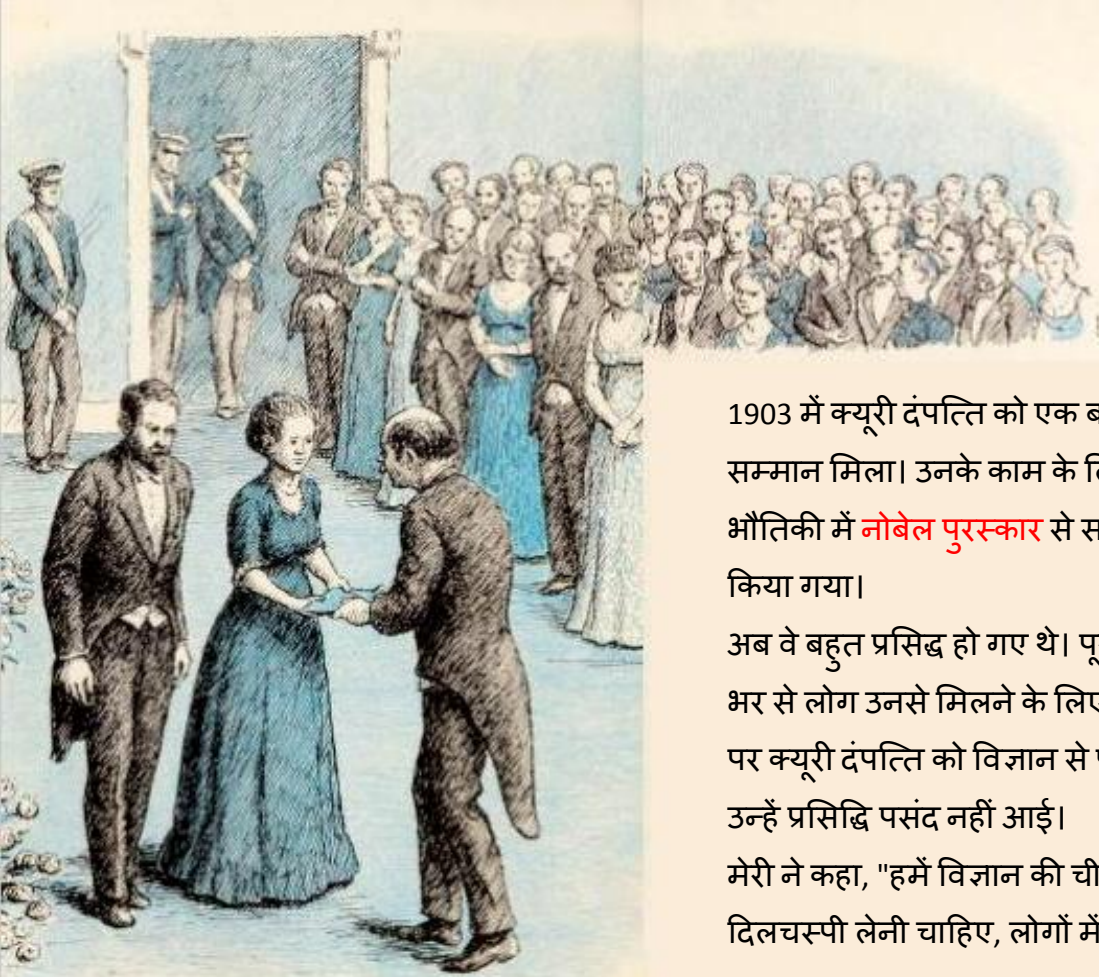 1903 में क्यूरी दंपत्ति को एक
सम्मान मिला। उनके काम के
भौतिकी में नोबेल पुरस्कार से
किया गया।
अब वे बहुत प्रसिद्ध हो गए थे।
भर से लोग उनसे मिलने के लिए
पर क्यूरी दंपत्ति को विज्ञान से
उन्हें प्रसिद्धि पसंद नहीं आई।
मेरी ने कहा, "हमें विज्ञान की
दिलचस्पी लेनी चाहिए, लोगों में